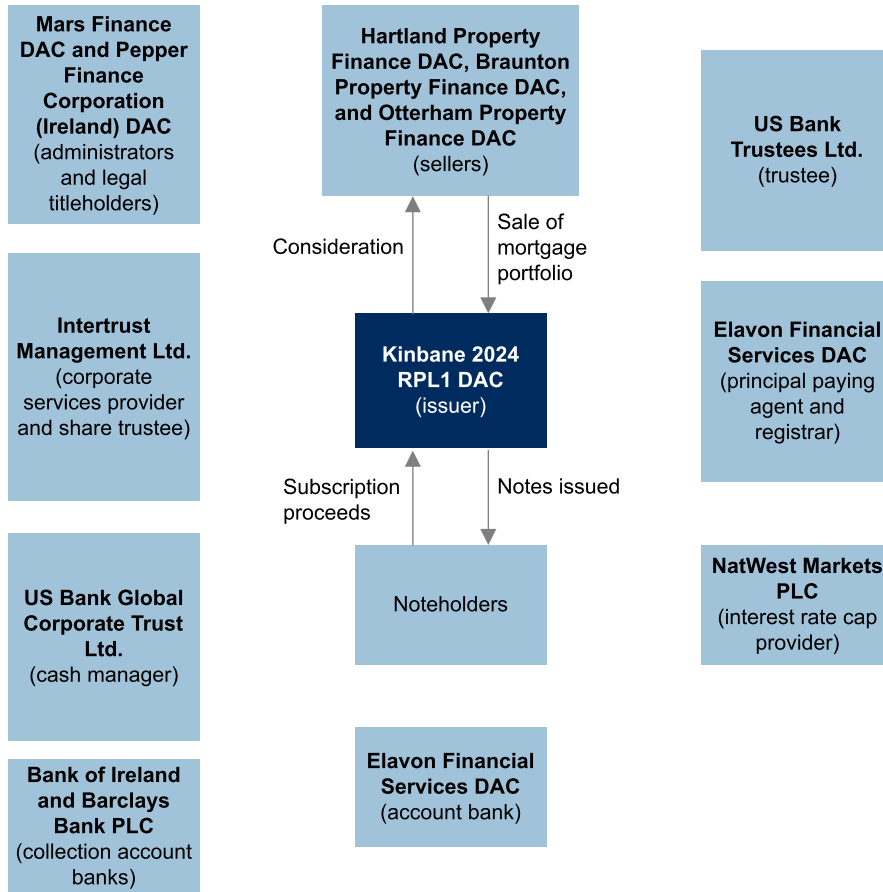 Mars Finance
DAC and Pepper
Finance
Corporation
(Ireland) DAC
(administrators
and legal
titleholders)
Hartland Property
Finance DAC, Braunton
Property Finance DAC,
and Otterham Property
Finance DAC
(sellers)
US Bank
Trustees Ltd.
(trustee)
Consideration
Sale of
mortgage
portfolio
Intertrust
Management Ltd.
(corporate
services provider
and share trustee)
Kinbane 2024
RPL1 DAC
(issuer)
Elavon Financial
Services DAC
(principal paying
agent and
registrar)
Subscription
proceeds
Notes issued
US Bank Global
Corporate Trust
Ltd.
(cash manager)
Noteholders
NatWest Markets
PLC
(interest rate cap
provider)
Bank of Ireland
and Barclays
Bank PLC
(collection account
banks)
Elavon Financial
Services DAC
(account bank)